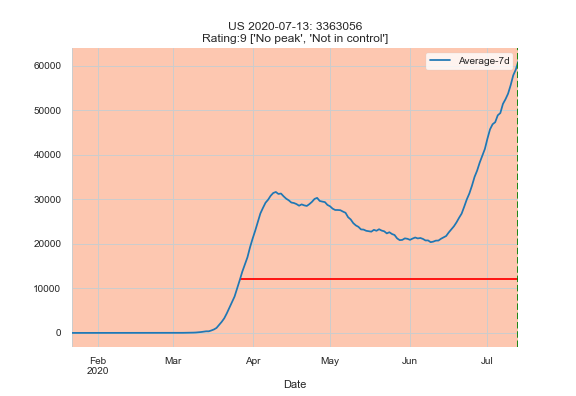 US 2020-07-13: 3363056
Rating:9 ['No peak', 'Not in control']
Average-7d
60000
50000
40000
30000
20000
10000
0
Feb Mar Apr May Jun Jul
2020
Date